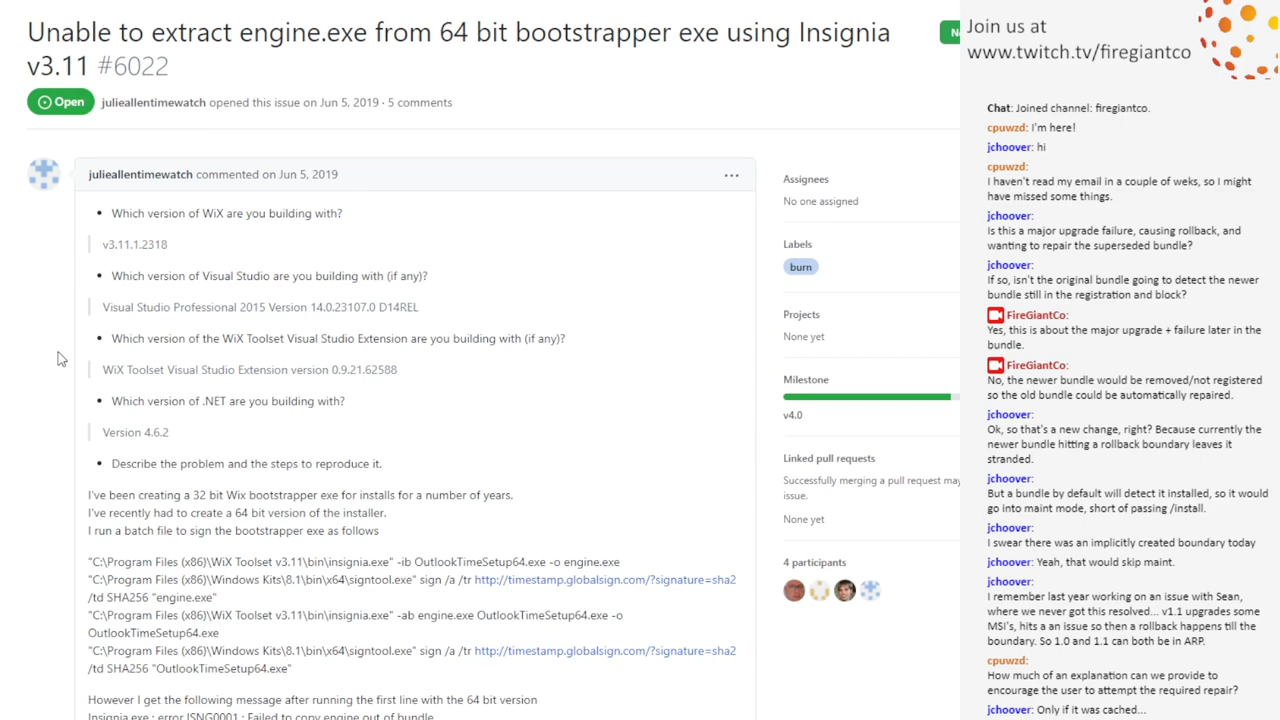 Unable to extract engine.exe from 64 bit bootstrapper exe using Insignia
v3.11 #6022
Open
julieallentimewatch opened this issue on Jun 5, 2019 · 5 comments
julieallentimewatch commented on Jun 5, 2019
• Which version of WiX are you building with?
v3.11.1.2318
• Which version of Visual Studio are you building with (if any)?
Visual Studio Professional 2015 Version 14.0.23107.0 D14REL
• Which version of the WiX Toolset Visual Studio Extension are you building with (if any)?
WiX Toolset Visual Studio Extension version 0.9.21.62588
• Which version of .NET are you building with?
Version 4.6.2
• Describe the problem and the steps to reproduce it.
I've been creating a 32 bit Wix bootstrapper exe for installs for a number of years.
I've recently had to create a 64 bit version of the installer.
I run a batch file to sign the bootstrapper exe as follows
"C:\Program Files (x86)\WiX Toolset v3.11\bin\insignia.exe" -ib OutlookTimeSetup64.exe -o engine.exe
"C:\Program Files (x86)\Windows Kits\8.1\bin\x64\signtool.exe" sign /a /tr http://timestamp.globalsign.com/?signature=sha2
/td SHA256 "engine.exe"
"C:\Program Files (x86)\WiX Toolset v3.11\bin\insignia.exe" -ab engine.exe OutlookTimeSetup64.exe -o
OutlookTimeSetup64.exe
"C:\Program Files (x86)\Windows Kits\8.1\bin\x64\signtool.exe" sign /a /tr http://timestamp.globalsign.com/?signature=sha2
/td SHA256 "OutlookTimeSetup64.exe"
However I get the following message after running the first line with the 64 bit version
Insignia.exe : error ISNG0001 : Failed to copy engine out of bundle
Assignees
No one assigned
Labels
burn
Projects
None yet
Milestone
v4.0
Linked pull requests
Successfully merging a pull request may
issue.
None yet
4 participants
Join us at
www.twitch.tv/firegiantco
Chat: Joined channel: firegiantco.
cpuwzd: I'm here!
jchoover: hi
cpuwzd:
I haven't read my email in a couple of weks, so I might
have missed some things.
jchoover:
Is this a major upgrade failure, causing rollback, and
wanting to repair the superseded bundle?
jchoover:
If so, isn't the original bundle going to detect the newer
bundle still in the registration and block?
FireGiantCo:
Yes, this is about the major upgrade + failure later in the
bundle.
FireGiantCo:
No, the newer bundle would be removed/not registered
so the old bundle could be automatically repaired.
jchoover:
Ok, so that's a new change, right? Because currently the
newer bundle hitting a rollback boundary leaves it
stranded.
jchoover:
But a bundle by default will detect it installed, so it would
go into maint mode, short of passing /install.
jchoover:
I swear there was an implicitly created boundary today
jchoover: Yeah, that would skip maint.
jchoover:
I remember last year working on an issue with Sean,
where we never got this resolved... v1.1 upgrades some
MSI's, hits a an issue so then a rollback happens till the
boundary. So 1.0 and 1.1 can both be in ARP.
cpuwzd:
How much of an explanation can we provide to
encourage the user to attempt the required repair?
jchoover: Only if it was cached...